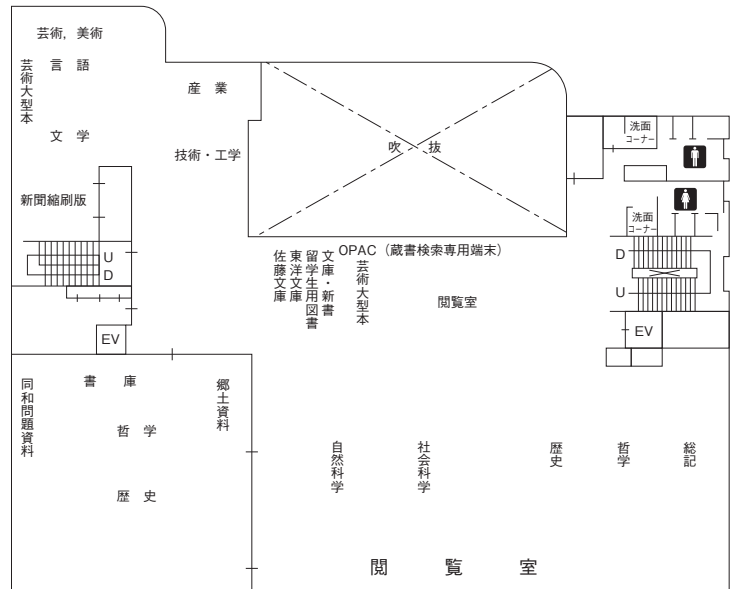 芸術，美術
芸術大型本
言　語
産　業
文　学
技術・工学
吹　抜
洗面
コーナー
新聞縮刷版
洗面
コーナー
U
D
OPAC（蔵書検索専用端末）
D
U
文庫・新書
留学生用図書
東洋文庫
佐藤文庫
芸術大型本
閲覧室
EV
EV
書　庫
同和問題資料
郷土資料
哲　学
歴　史
自然科学
社会科学
歴史
哲学
総記
閲　覧　室